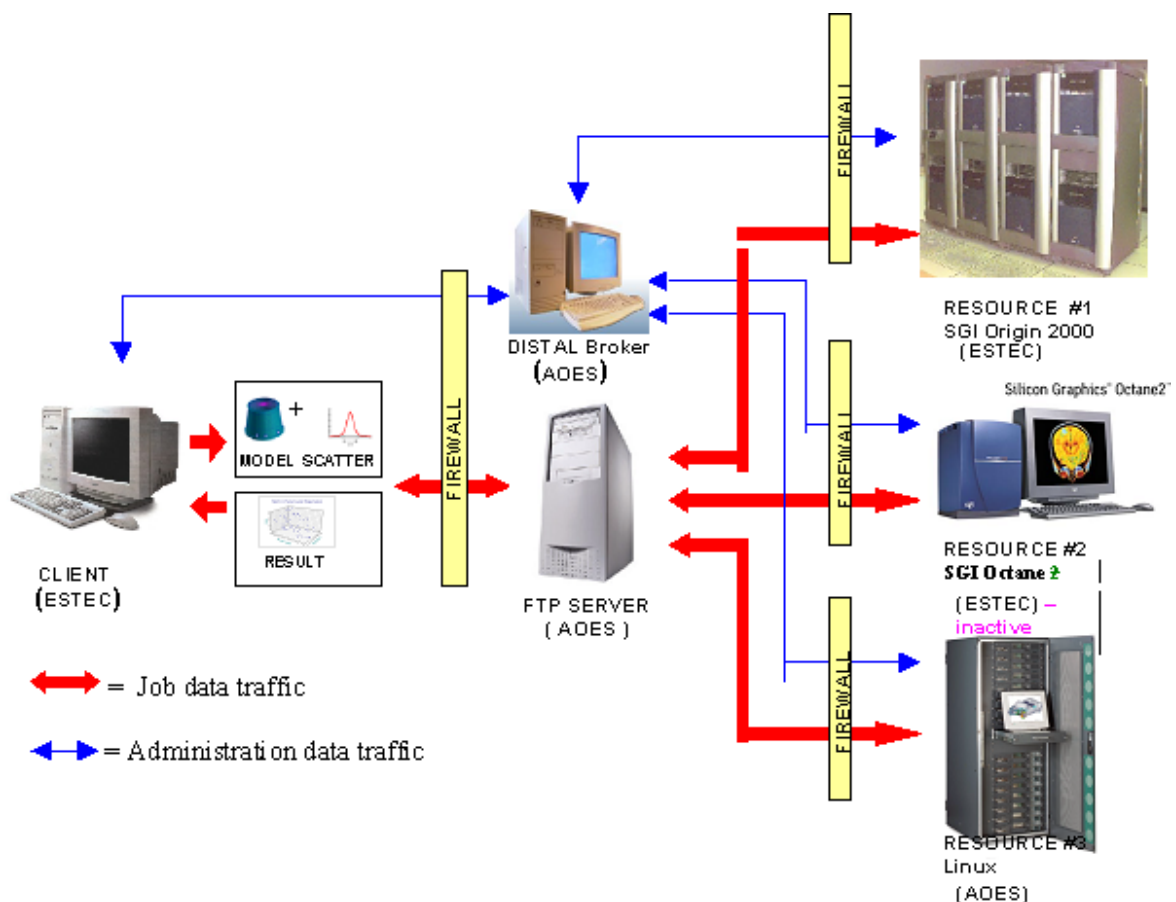 FIREWALL
RESOURCE #1
SGI Origin 2000
(ESTEC)
DISTAL Broker
(AOES)
FIREWALL
MODEL SCATTER
+
RESULT
CLIENT
(ESTEC)
FTP SERVER
( AOES )
FIREWALL
Silicon Graphics® Octane2™
RESOURCE #2
SGI Octane 2
(ESTEC) –
inactive
FIREWALL
RESOURCE #3
Linux
(AOES)
= Job data traffic
= Administration data traffic